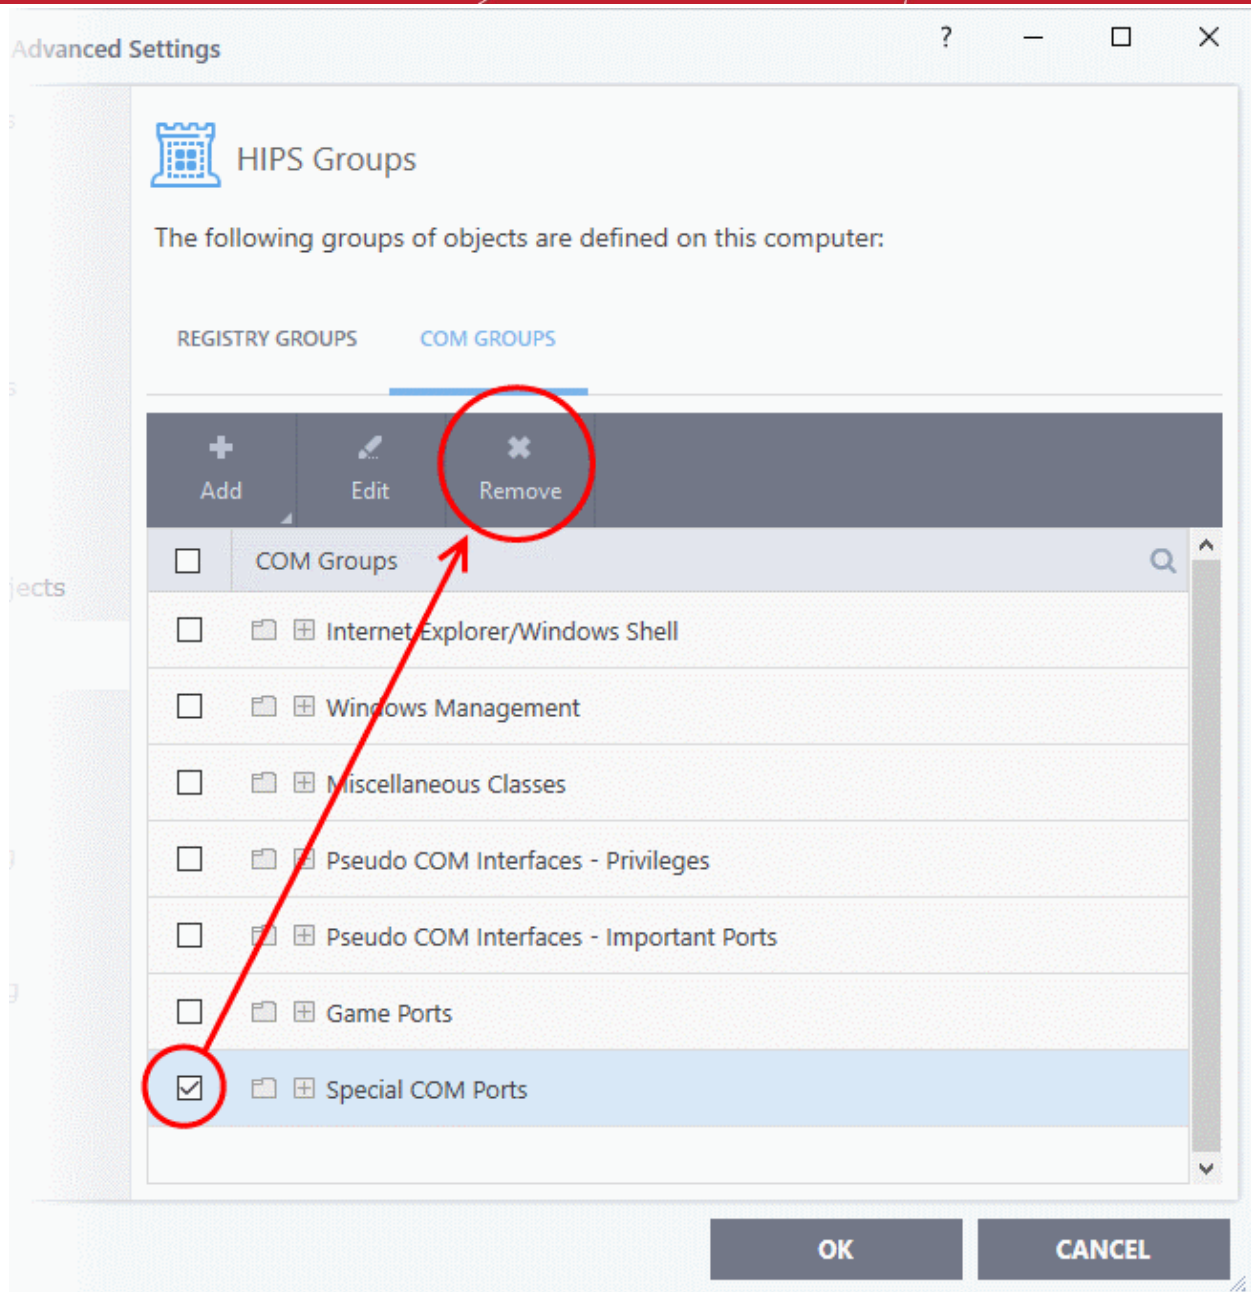 Advanced Settings
?
HIPS Groups
The following groups of objects are defined on this computer:
REGISTRY GROUPS COM GROUPS
Add Edit Remove
COM Groups
jects
Internet Explorer/Windows Shell
Windows Management
Miscellaneous Classes
Pseudo COM Interfaces - Privileges
Pseudo COM Interfaces - Important Ports
Game Ports
Special COM Ports
OK CANCEL